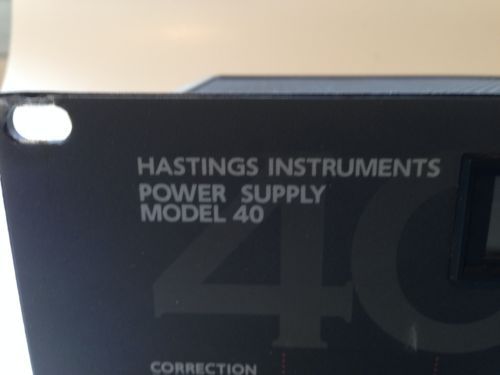 HASTINGS INSTRUMENTS
POWER SUPPLY
MODEL 40
40
CORRECTION